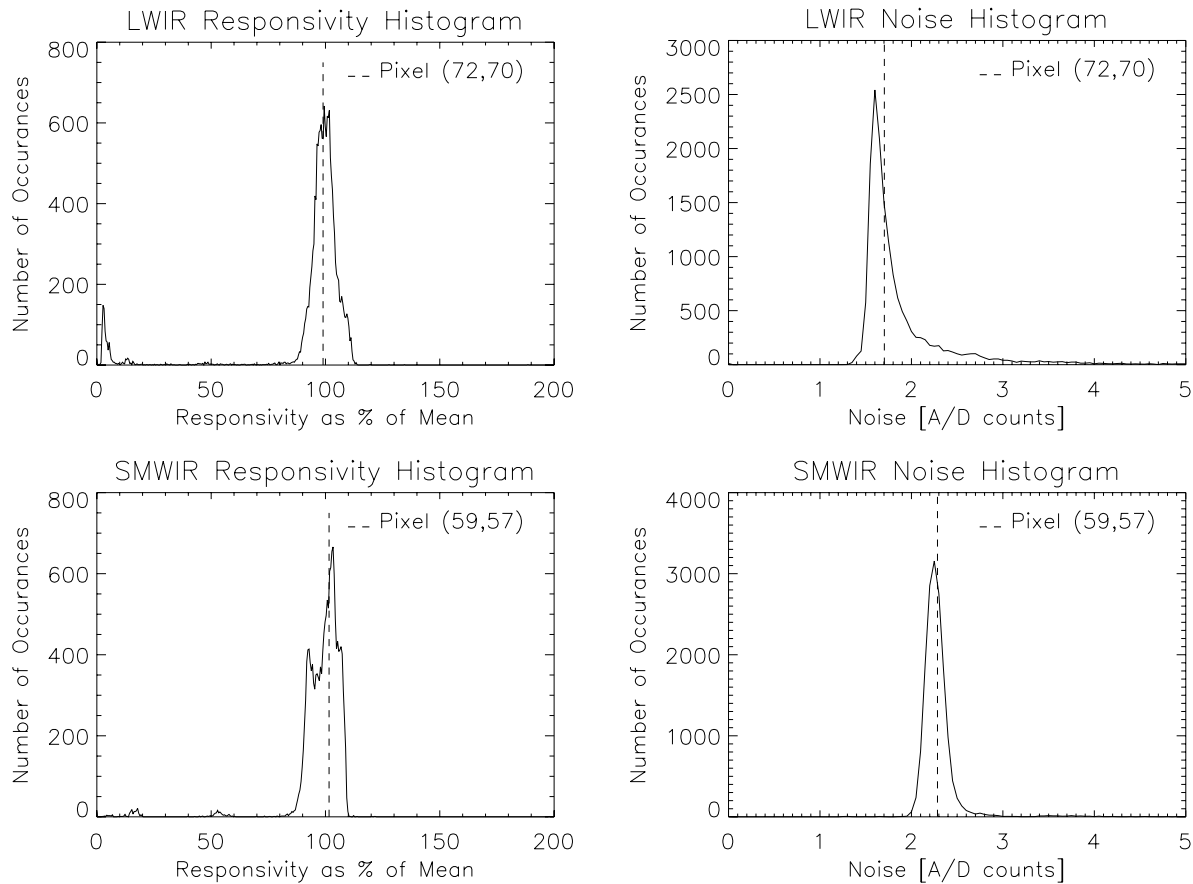 LWIR Responsivity Histogram
800
600
400
200
0
Number of Occurances
Pixel (72,70)
0 50 100 150 200
Responsivity as % of Mean
LWIR Noise Histogram
3000
2500
2000
1500
1000
500
0
Number of Occurances
Pixel (72,70)
0 1 2 3 4 5
Noise [A/D counts]
SMWIR Responsivity Histogram
800
600
400
200
0
Number of Occurances
Pixel (59,57)
0 50 100 150 200
Responsivity as % of Mean
SMWIR Noise Histogram
4000
3000
2000
1000
0
Number of Occurances
Pixel (59,57)
0 1 2 3 4 5
Noise [A/D counts]